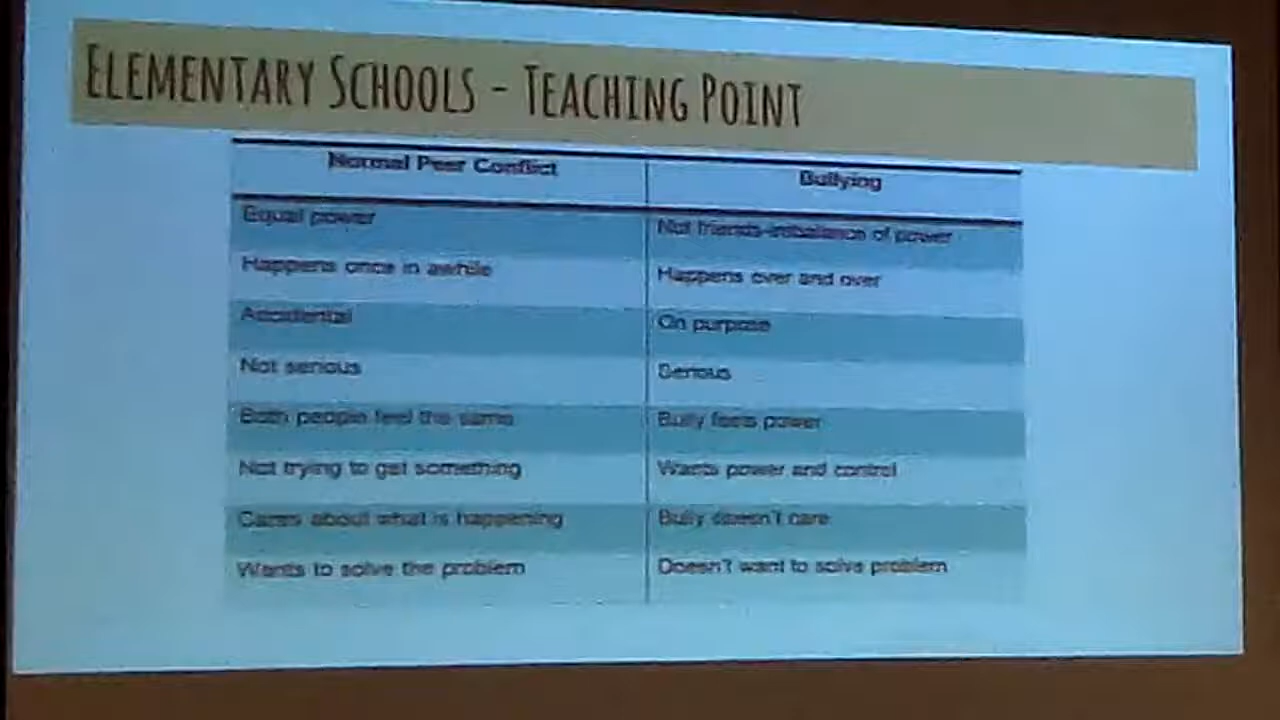 ELEMENTARY SCHOOLS - TEACHING POINT
Normal Peer Conflict Bullying
Equal power Not friends-imbalance of power
Happens once in awhile Happens over and over
Accidental On purpose
Not serious Serious
Both people feel the same Bully feels power
Not trying to get something Wants power and control
Cares about what is happening Bully doesn't care
Wants to solve the problem Doesn't want to solve problem